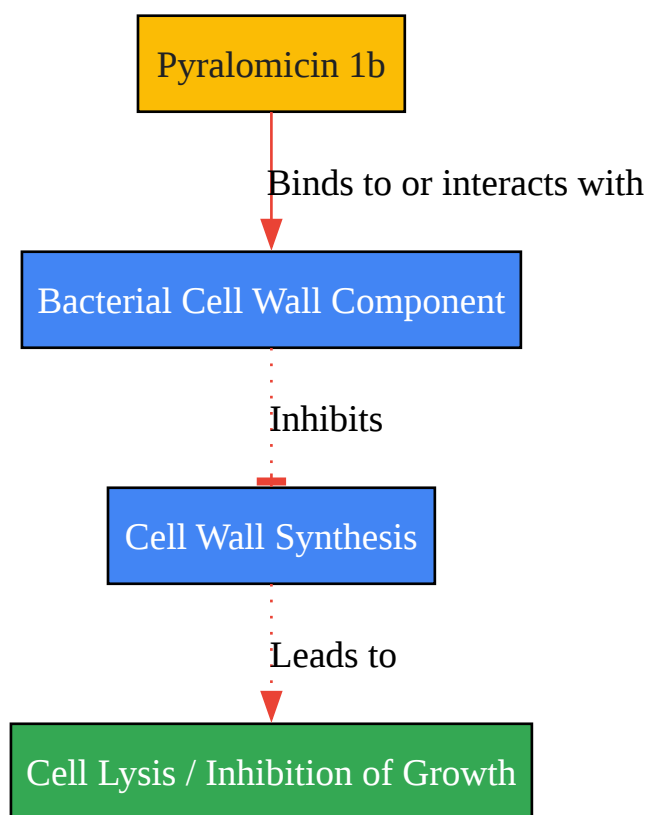 Pyralomicin 1b
Binds to or interacts with
Bacterial Cell Wall Component
Inhibits
Cell Wall Synthesis
Leads to
Cell Lysis / Inhibition of Growth